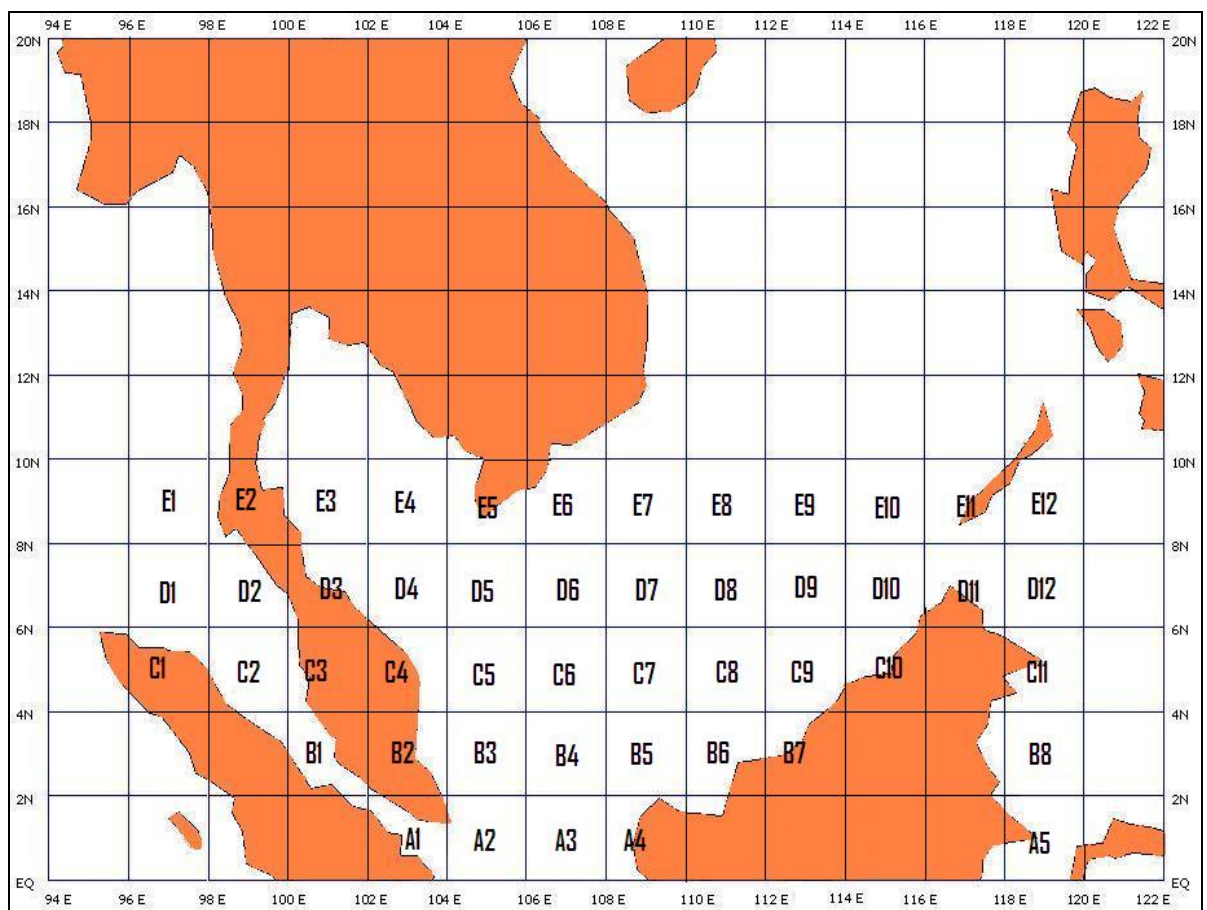 94 E 96 E 98 E 100 E 102 E 104 E 106 E 108 E 110 E 112 E 114 E 116 E 118 E 120 E 122 E
20N 20N
18N 18N
16N 16N
14N 14N
12N 12N
10N 10N
E1 E2 E3 E4 E5 E6 E7 E8 E9 E10 E11 E12
8N 8N
D1 D2 D3 D4 D5 D6 D7 D8 D9 D10 D11 D12
6N 6N
C1 C2 C3 C4 C5 C6 C7 C8 C9 C10 C11
4N 4N
B1 B2 B3 B4 B5 B6 B7 B8
2N 2N
A1 A2 A3 A4 A5
EQ EQ
94 E 96 E 98 E 100 E 102 E 104 E 106 E 108 E 110 E 112 E 114 E 116 E 118 E 120 E 122 E